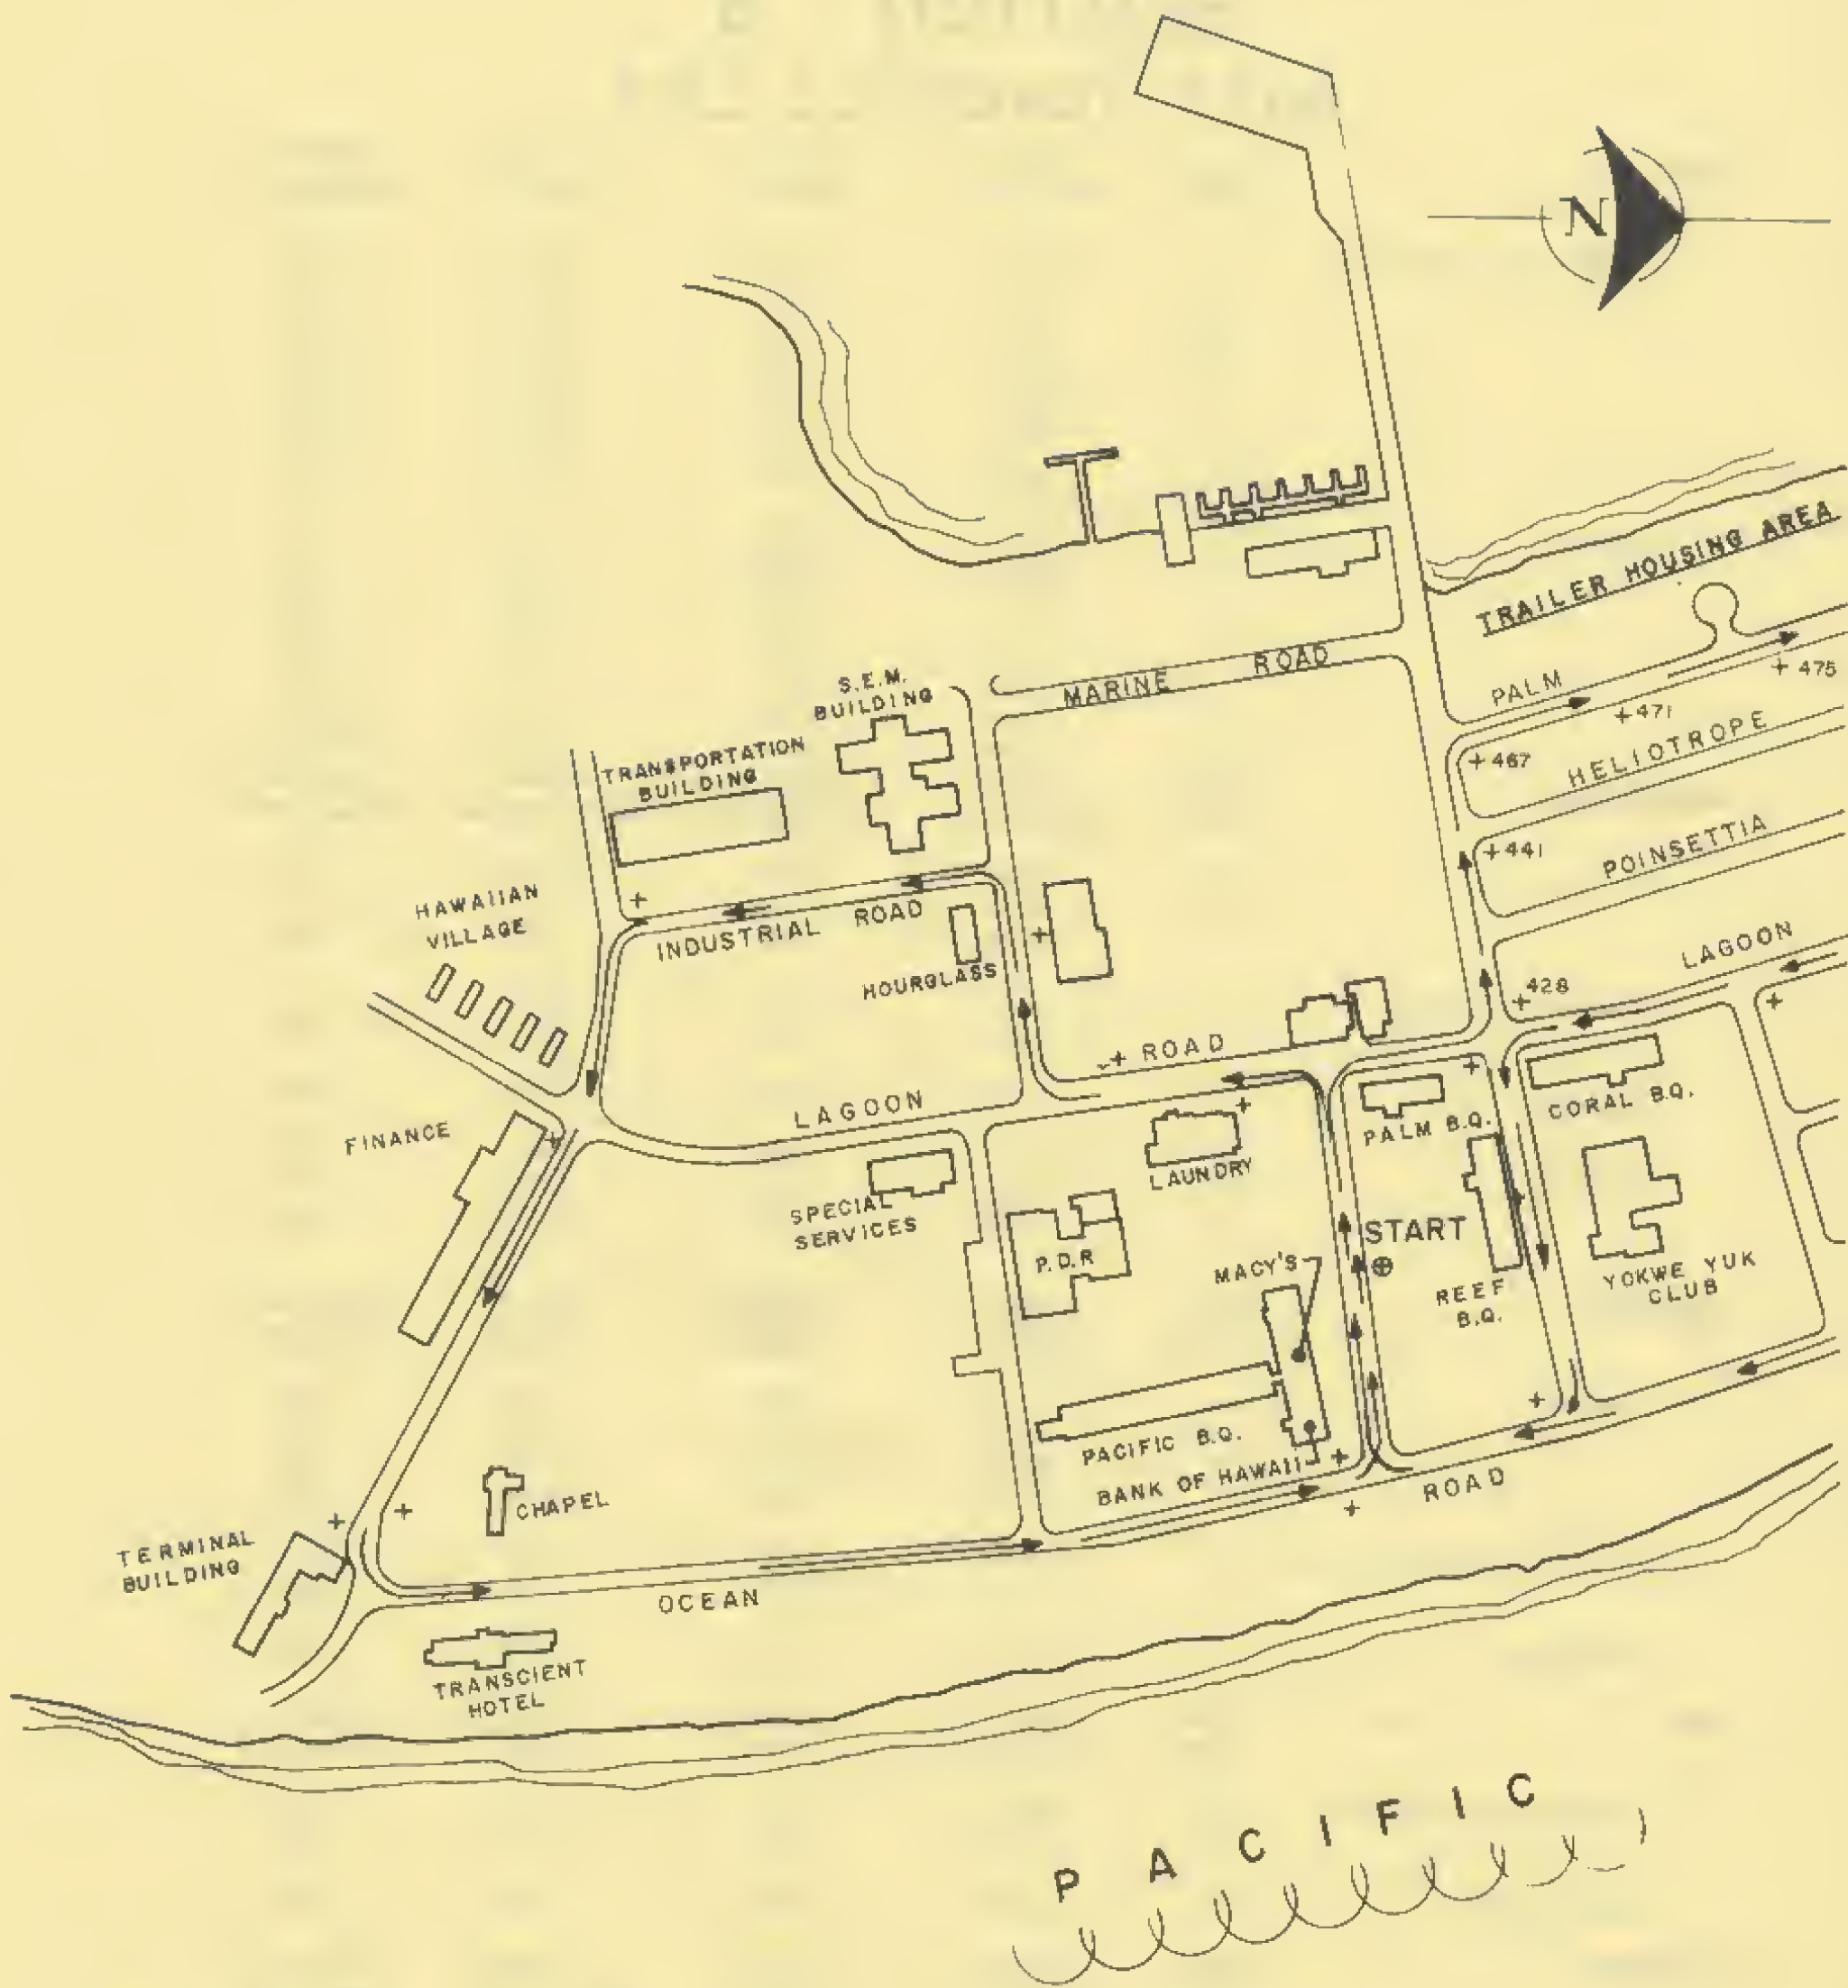 N
TRAILER HOUSING AREA
PALM
+ 475
+ 471
+ 467
HELIOTROPE
+ 441
POINSETTIA
LAGOON
+ 428
MARINE ROAD
S.E.M.
BUILDING
TRANSPORTATION
BUILDING
HAWAIIAN
VILLAGE
INDUSTRIAL ROAD
HOURGLASS
LAGOON ROAD
FINANCE
SPECIAL
SERVICES
LAUNDRY
PALM B.Q.
CORAL B.Q.
P.D.R
MACY'S
START
REEF
B.Q.
YOKWE YUK
CLUB
PACIFIC B.Q.
BANK OF HAWAII
CHAPEL
TERMINAL
BUILDING
OCEAN ROAD
TRANSCIENT
HOTEL
PACIFIC